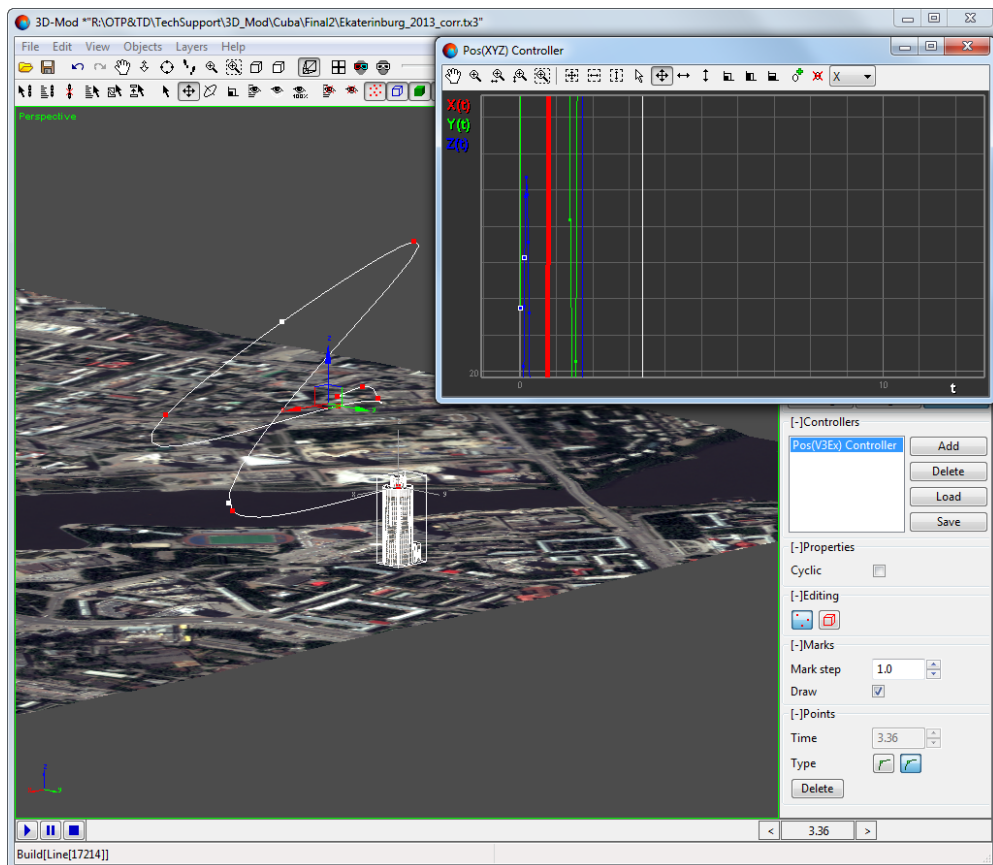 3D-Mod *"R:\OTP&TD\TechSupport\3D_Mod\Cuba\Final2\Ekaterinburg_2013_corr.tx3"
File Edit View Objects Layers Help
100%
Perspective
Pos(XYZ) Controller
X
X(t)
Y(t)
Z(t)
20
0
10
t
z
9
z
[-]Controllers
Pos(V3Ex) Controller
Add
Delete
Load
Save
[-]Properties
Cyclic
[-]Editing
[-]Marks
Mark step
1.0
Draw
[-]Points
Time
3.36
Type
Delete
< 3.36 >
Build[Line[17214]]